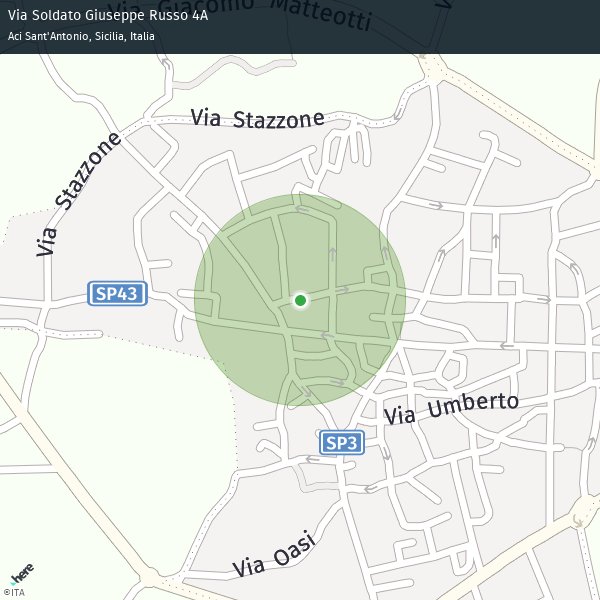 Via Soldato Giuseppe Russo 4A
Aci Sant'Antonio, Sicilia, Italia
Via Giacomo Matteotti
Via Stazzone
Via Stazzone
SP43
Via Umberto
SP3
Via Oasi
here
©ITA